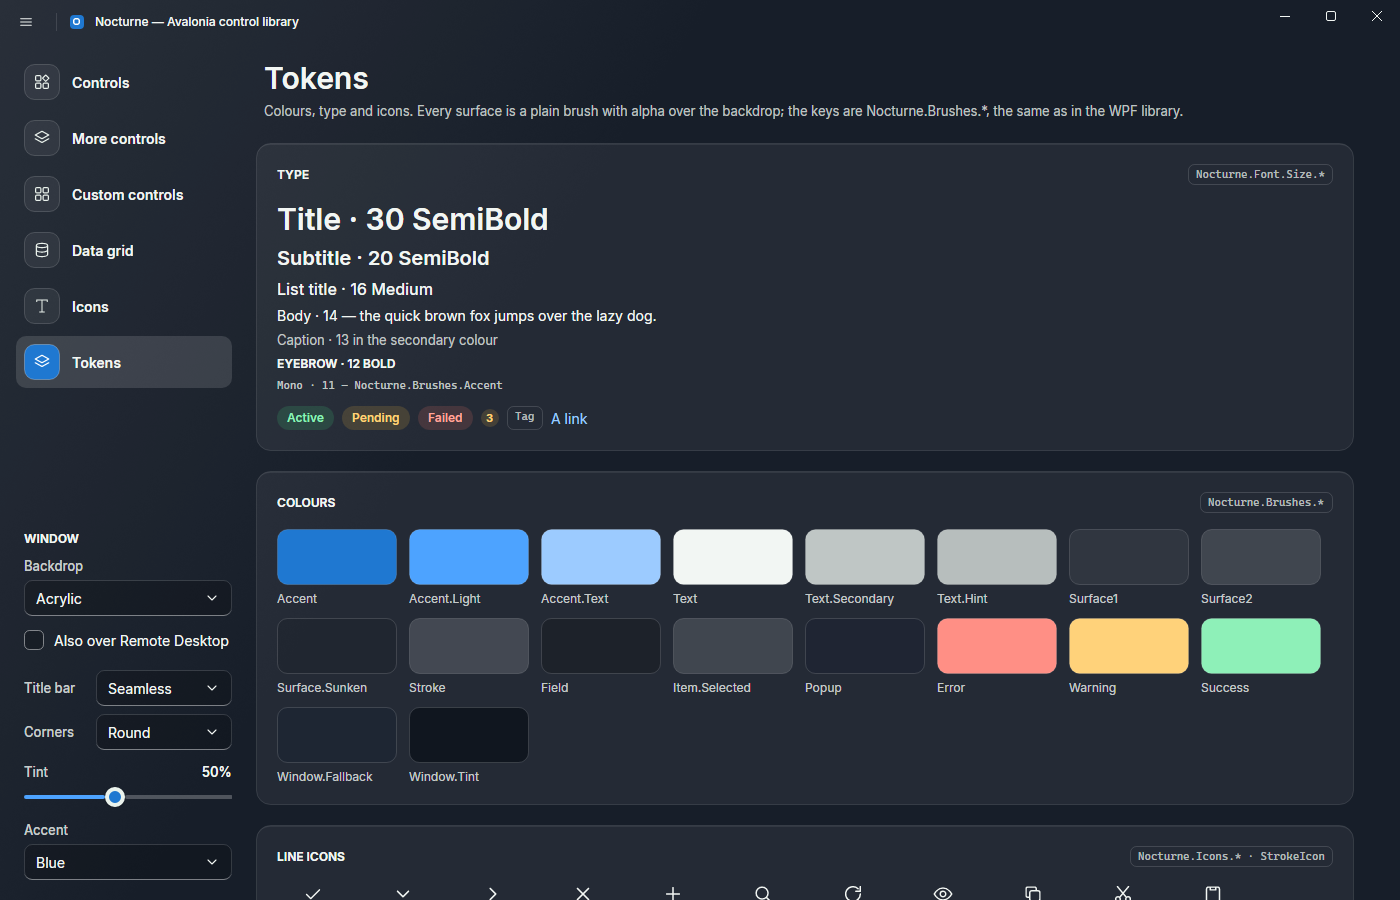 Nocturne — Avalonia control library
Controls
More controls
Custom controls
Data grid
Icons
Tokens
WINDOW
Backdrop
Acrylic
Also over Remote Desktop
Title bar
Seamless
Corners
Round
Tint
50%
Accent
Blue
Tokens
Colours, type and icons. Every surface is a plain brush with alpha over the backdrop; the keys are Nocturne.Brushes.*, the same as in the WPF library.
TYPE
Nocturne.Font.Size.*
Title · 30 SemiBold
Subtitle · 20 SemiBold
List title · 16 Medium
Body · 14 — the quick brown fox jumps over the lazy dog.
Caption · 13 in the secondary colour
EYEBROW · 12 BOLD
Mono · 11 — Nocturne.Brushes.Accent
Active Pending Failed 3 Tag A link
COLOURS
Nocturne.Brushes.*
Accent Accent.Light Accent.Text Text Text.Secondary Text.Hint Surface1 Surface2
Surface.Sunken Stroke Field Item.Selected Popup Error Warning Success
Window.Fallback Window.Tint
LINE ICONS
Nocturne.Icons.* · StrokeIcon